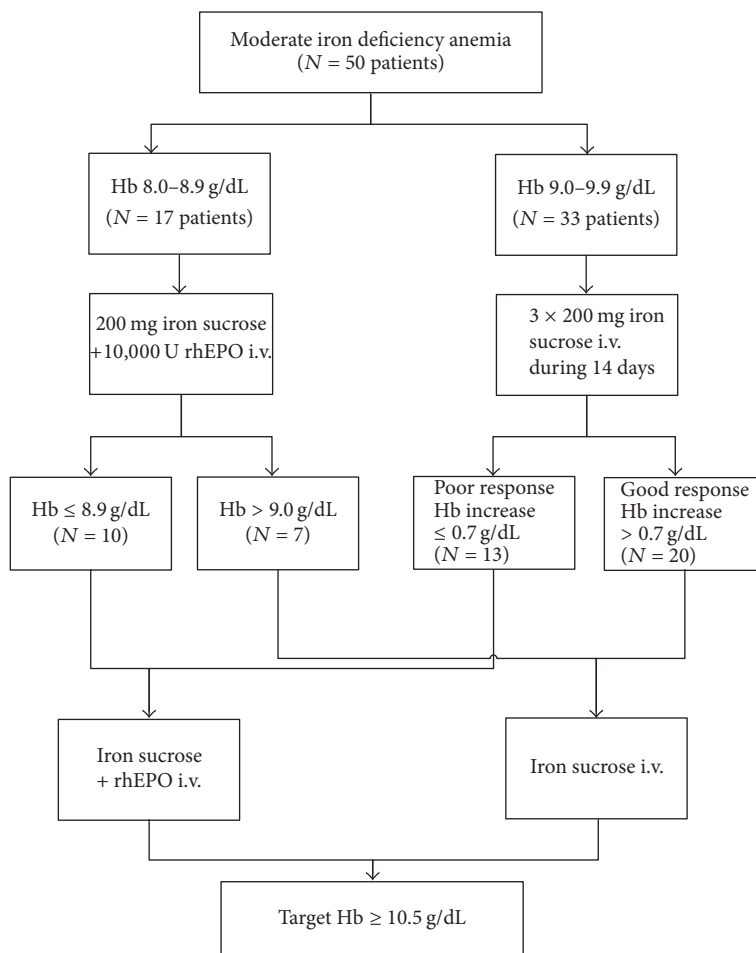 Moderate iron deficiency anemia
(N = 50 patients)
Hb 8.0–8.9 g/dL
(N = 17 patients)
Hb 9.0–9.9 g/dL
(N = 33 patients)
200 mg iron sucrose
+10,000 U rhEPO i.v.
3 × 200 mg iron
sucrose i.v.
during 14 days
Hb ≤ 8.9 g/dL
(N = 10)
Hb > 9.0 g/dL
(N = 7)
Poor response
Hb increase
≤ 0.7 g/dL
(N = 13)
Good response
Hb increase
> 0.7 g/dL
(N = 20)
Iron sucrose
+ rhEPO i.v.
Iron sucrose i.v.
Target Hb ≥ 10.5 g/dL